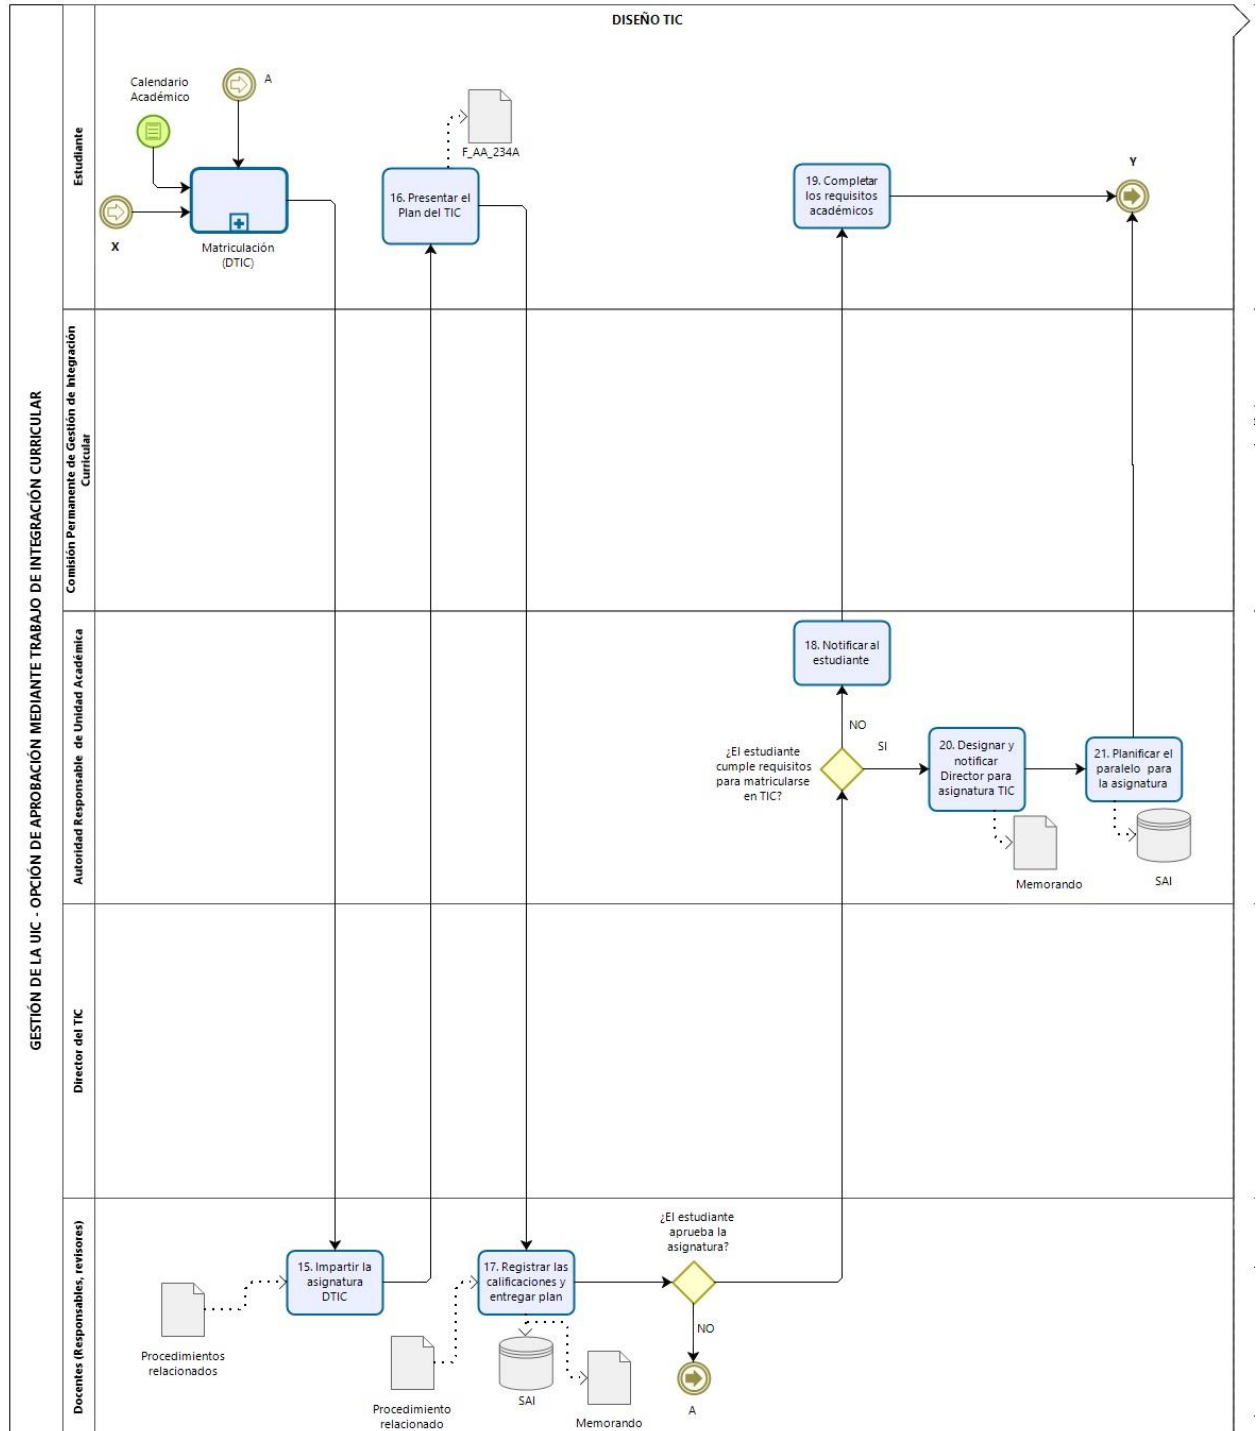 DISEÑO TIC
GESTIÓN DE LA UIC - OPCIÓN DE APROBACIÓN MEDIANTE TRABAJO DE INTEGRACIÓN CURRICULAR
Estudiante
Calendario
Académico
A
X
Matriculación
(DTIC)
F_AA_234A
16. Presentar el
Plan del TIC
19. Completar
los requisitos
académicos
Y
Comisión Permanente de Gestión de Integración
Curricular
Autoridad Responsable de Unidad Académica
18. Notificar al
estudiante
NO
SI
¿El estudiante
cumple requisitos
para matricularse
en TIC?
20. Designar y
notificar
Director para
asignatura TIC
21. Planificar el
paralelo para
la asignatura
Memorando
SAI
Director del TIC
Docentes (Responsables, revisores)
Procedimientos
relacionados
15. Impartir la
asignatura
DTIC
17. Registrar las
calificaciones y
entregar plan
Procedimiento
relacionado
SAI
Memorando
¿El estudiante
aprueba la
asignatura?
NO
A